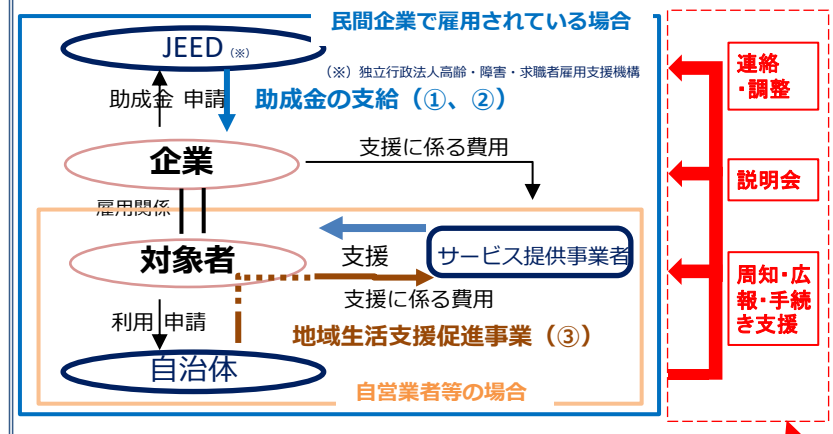 民間企業で雇用されている場合
JEED（※）
（※）独立行政法人高齢・障害・求職者雇用支援機構
助成金 申請
助成金の支給（①、②）
企業
支援に係る費用
雇用関係
対象者
支援
サービス提供事業者
支援に係る費用
利用 申請
地域生活支援促進事業（③）
自治体
自営業者等の場合
連絡
・調整
説明会
周知・広
報・手続
き支援